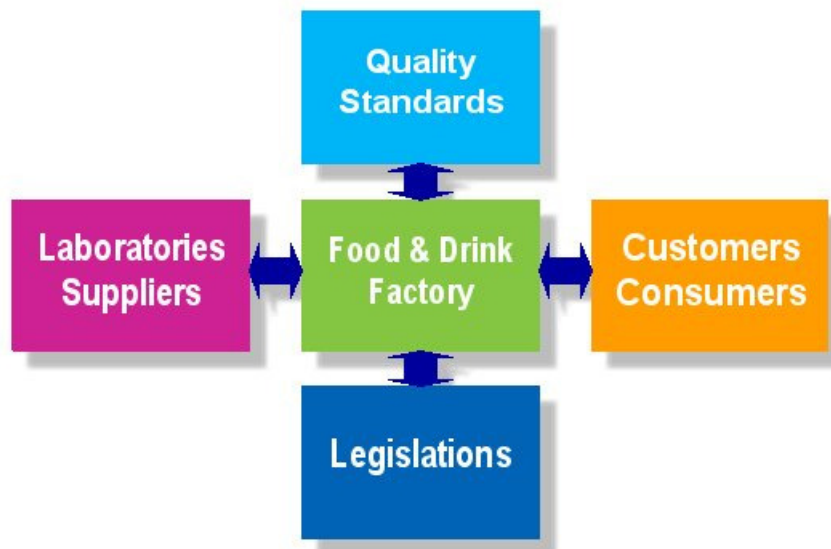 Quality
Standards
Laboratories
Suppliers
Food & Drink
Factory
Customers
Consumers
Legislations